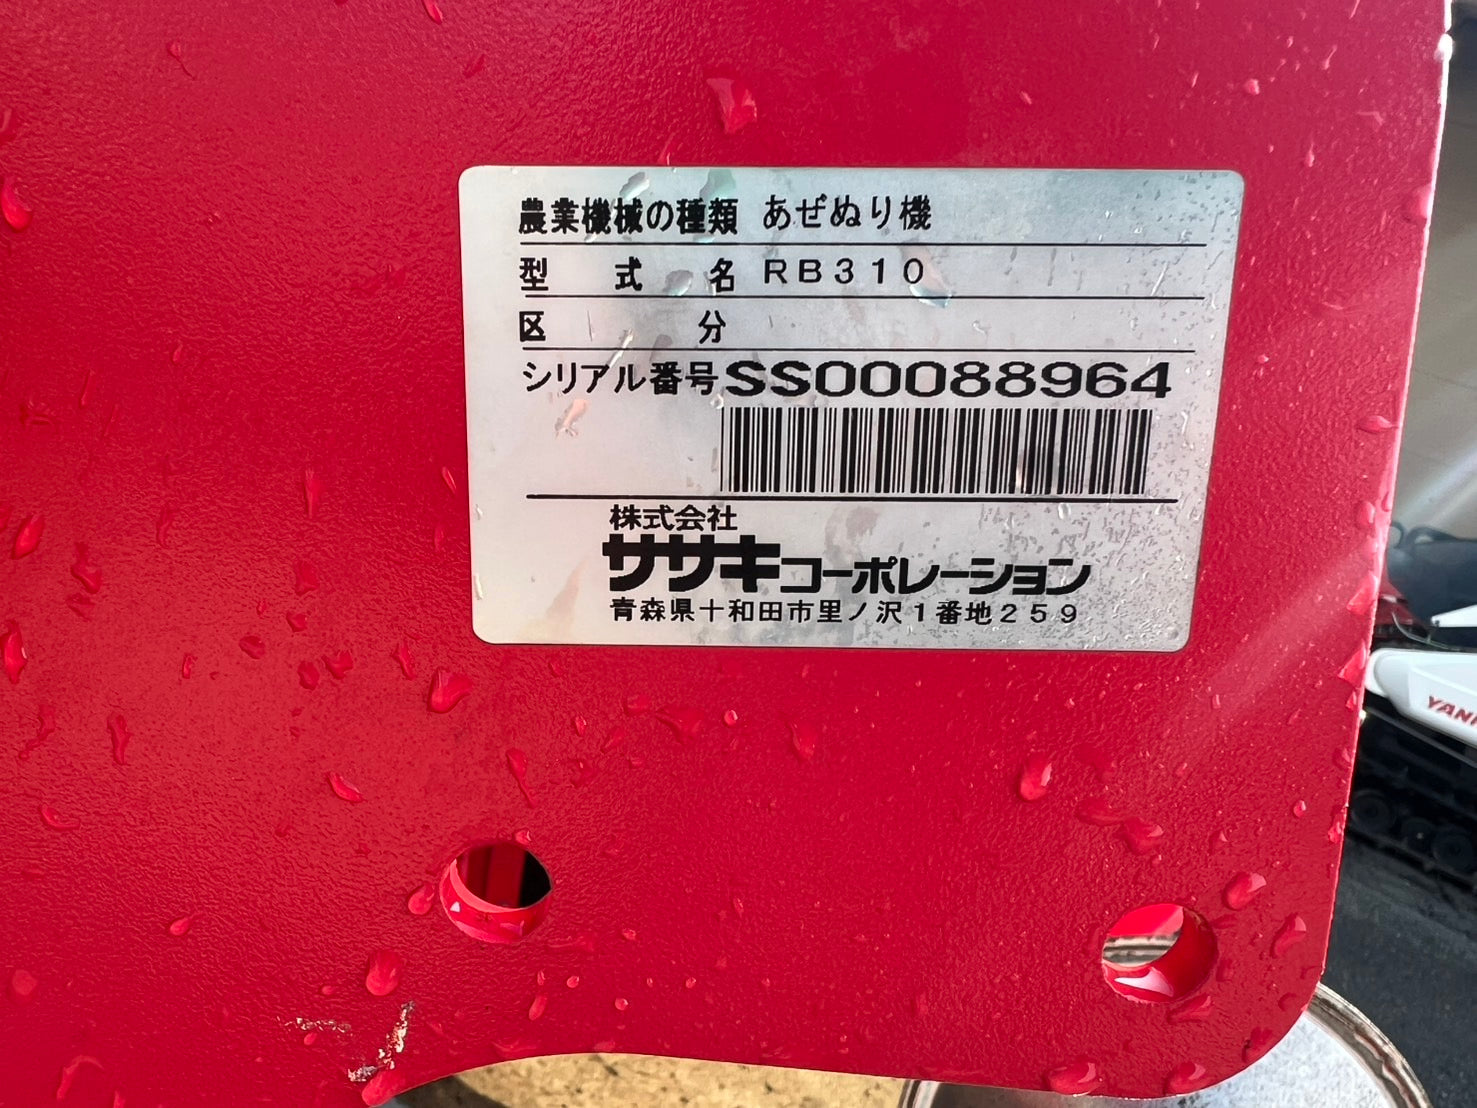 農業機械の種類 あぜぬり機
型式名 RB310
区分
シリアル番号 SS00088964
株式会社
ササキコーポレーション
青森県十和田市里ノ沢1番地259